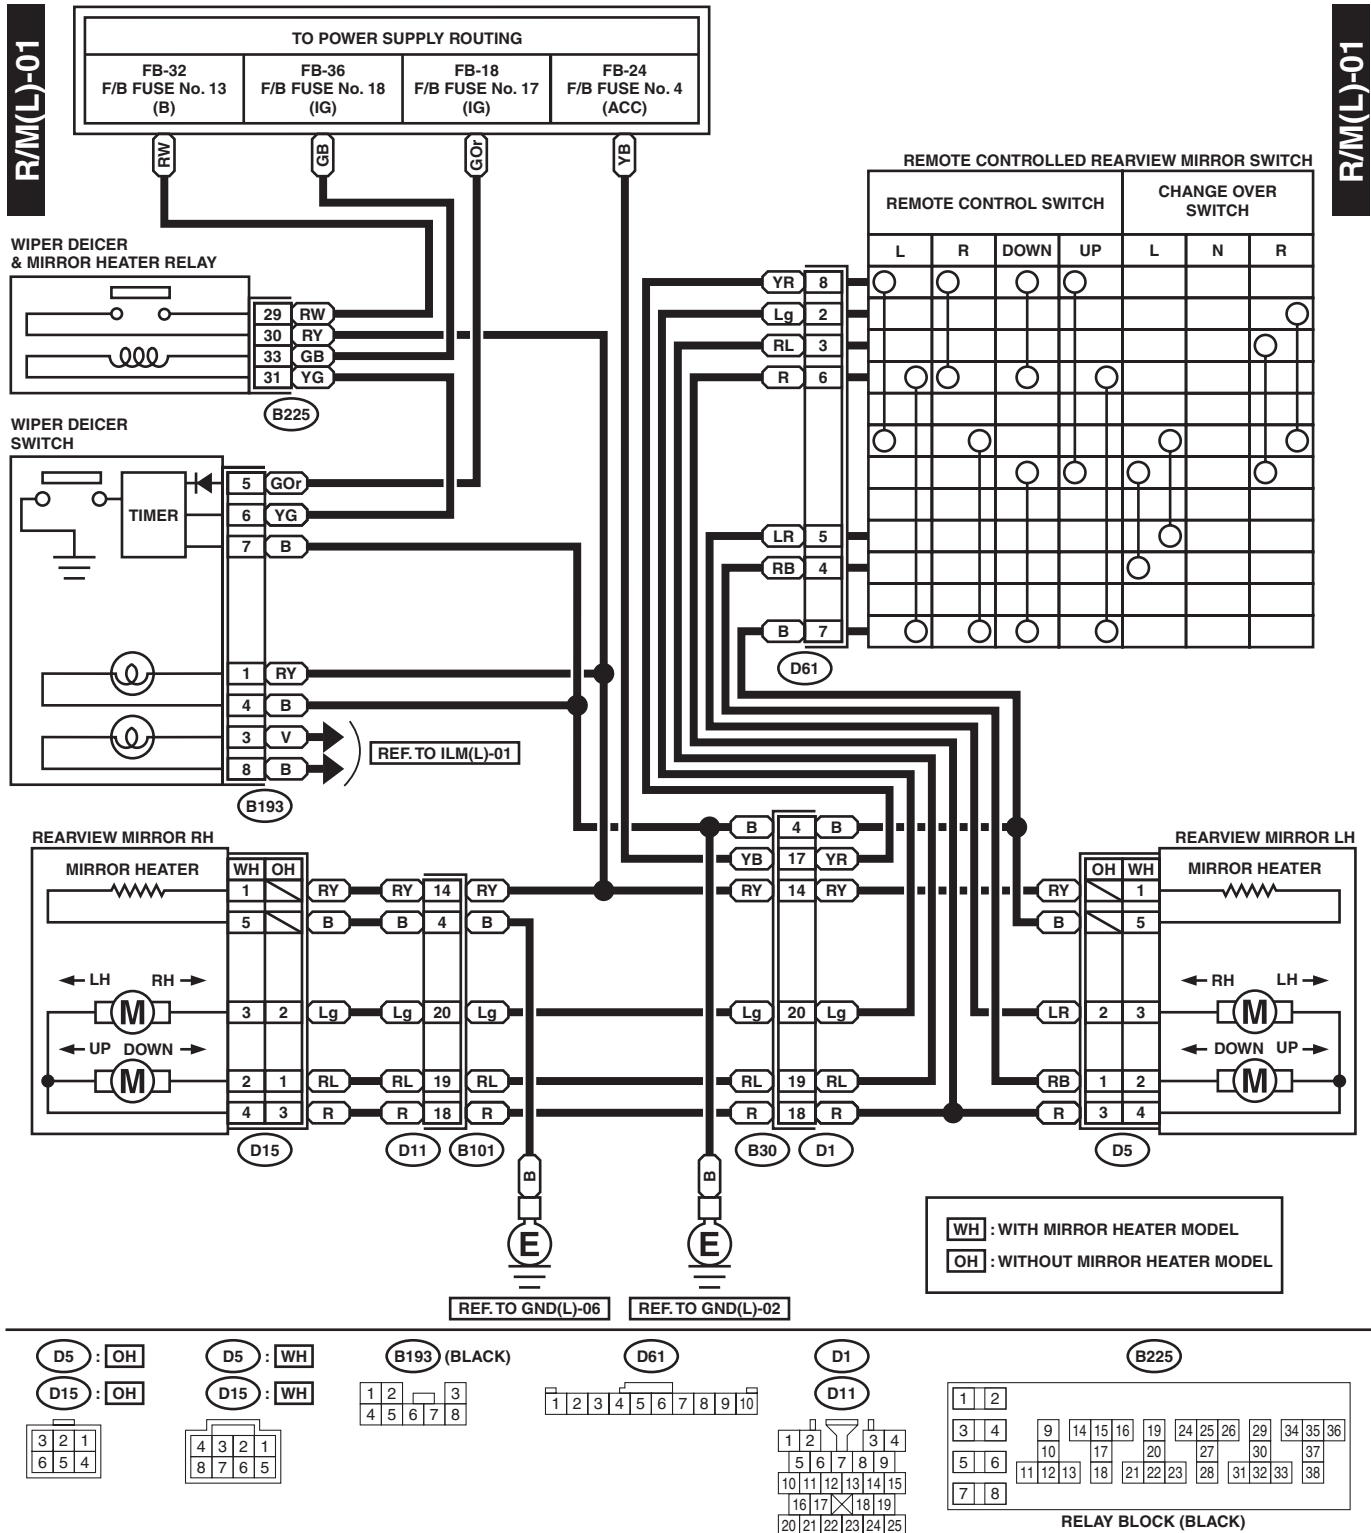 R/M(L)-01
R/M(L)-01
TO POWER SUPPLY ROUTING
FB-32
F/B FUSE No. 13
(B)
FB-36
F/B FUSE No. 18
(IG)
FB-18
F/B FUSE No. 17
(IG)
FB-24
F/B FUSE No. 4
(ACC)
RW
GB
GOr
YB
REMOTE CONTROLLED REARVIEW MIRROR SWITCH
REMOTE CONTROL SWITCH
CHANGE OVER
SWITCH
L R DOWN UP L N R
YR 8
Lg 2
RL 3
R 6
LR 5
RB 4
B 7
D61
WIPER DEICER
& MIRROR HEATER RELAY
29 RW
30 RY
33 GB
31 YG
B225
WIPER DEICER
SWITCH
TIMER
5 GOr
6 YG
7 B
1 RY
4 B
3 V
8 B
REF. TO ILM(L)-01
B193
REARVIEW MIRROR RH
MIRROR HEATER
WH OH
1 RY RY 14 RY
5 B B 4 B
LH RH
M
3 2 Lg Lg 20 Lg
UP DOWN
M
2 1 RL RL 19 RL
4 3 R R 18 R
D15
D11
B101
B 4 B
YB 17 YR
RY 14 RY
Lg 20 Lg
RL 19 RL
R 18 R
B30
D1
REARVIEW MIRROR LH
MIRROR HEATER
OH WH
RY 1
B 5
RH LH
M
LR 2 3
DOWN UP
M
RB 1 2
R 3 4
D5
B
E
REF. TO GND(L)-06
B
E
REF. TO GND(L)-02
WH : WITH MIRROR HEATER MODEL
OH : WITHOUT MIRROR HEATER MODEL
D5 : OH
D15 : OH
3 2 1
6 5 4
D5 : WH
D15 : WH
4 3 2 1
8 7 6 5
B193 (BLACK)
1 2 3
4 5 6 7 8
D61
1 2 3 4 5 6 7 8 9 10
D1
D11
1 2 3 4
5 6 7 8 9
10 11 12 13 14 15
16 17 18 19
20 21 22 23 24 25
B225
1 2
3 4 9 14 15 16 19 24 25 26 29 34 35 36
10 17 20 27 30 37
5 6 11 12 13 18 21 22 23 28 31 32 33 38
7 8
RELAY BLOCK (BLACK)